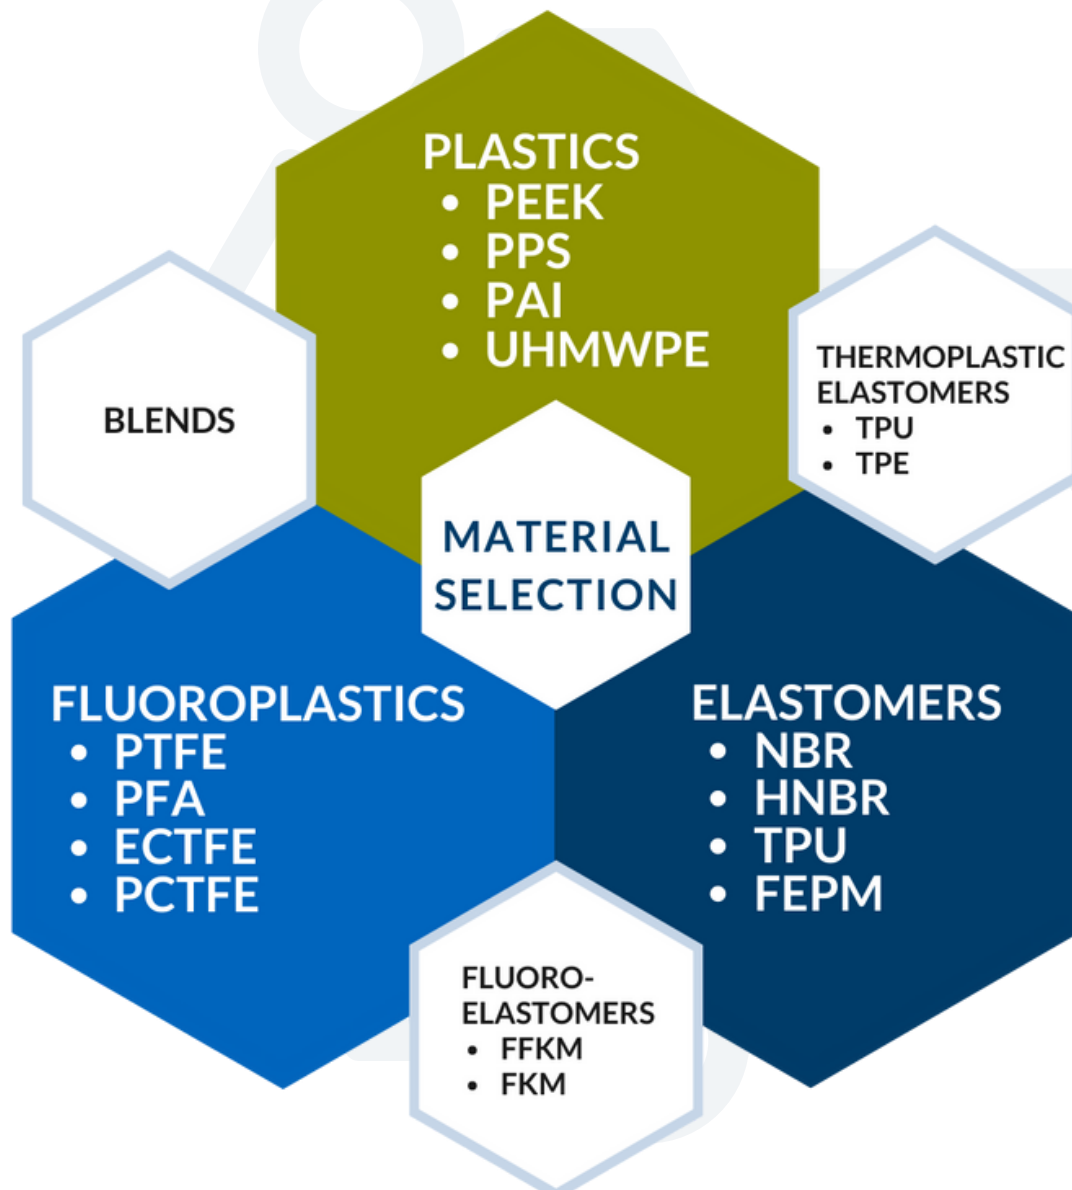 PLASTICS
• PEEK
• PPS
• PAI
• UHMWPE
BLENDS
THERMOPLASTIC
ELASTOMERS
• TPU
• TPE
MATERIAL
SELECTION
FLUOROPLASTICS
• PTFE
• PFA
• ECTFE
• PCTFE
ELASTOMERS
• NBR
• HNBR
• TPU
• FEPM
FLUORO-
ELASTOMERS
• FFKM
• FKM